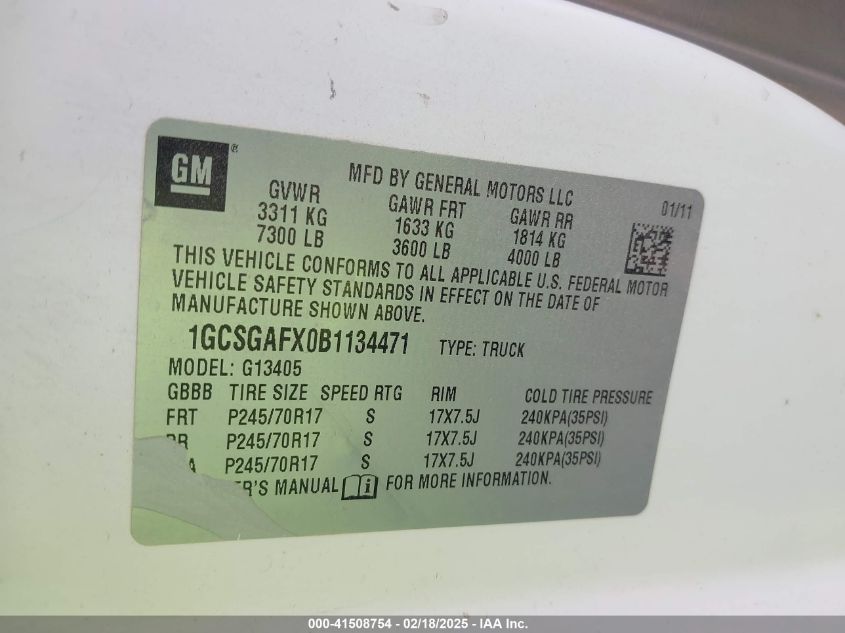 GM ®
MFD BY GENERAL MOTORS LLC 01/11
GVWR GAWR FRT GAWR RR
3311 KG 1633 KG 1814 KG
7300 LB 3600 LB 4000 LB
THIS VEHICLE CONFORMS TO ALL APPLICABLE U.S. FEDERAL MOTOR
VEHICLE SAFETY STANDARDS IN EFFECT ON THE DATE OF
MANUFACTURE SHOWN ABOVE.
1GCSGAFX0B1134471 TYPE: TRUCK
MODEL: G13405
GBBB TIRE SIZE SPEED RTG RIM COLD TIRE PRESSURE
FRT P245/70R17 S 17X7.5J 240KPA(35PSI)
RR P245/70R17 S 17X7.5J 240KPA(35PSI)
A P245/70R17 S 17X7.5J 240KPA(35PSI)
ER'S MANUAL i FOR MORE INFORMATION.
000-41508754 - 02/18/2025 - IAA Inc.